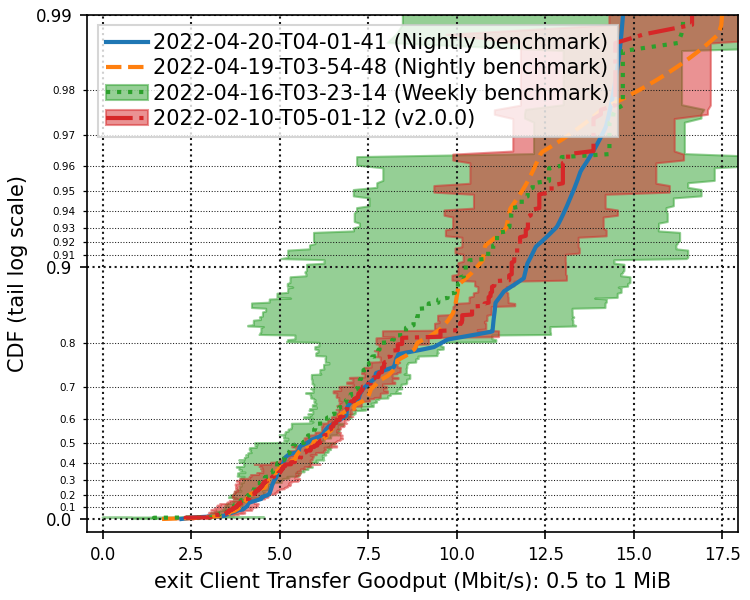 0.99
2022-04-20-T04-01-41 (Nightly benchmark)
2022-04-19-T03-54-48 (Nightly benchmark)
2022-04-16-T03-23-14 (Weekly benchmark)
2022-02-10-T05-01-12 (v2.0.0)
0.98
0.97
0.96
0.95
0.94
0.93
0.92
0.91
0.9
0.8
0.7
0.6
0.5
0.4
0.3
0.2
0.1
0.0
CDF (tail log scale)
0.0 2.5 5.0 7.5 10.0 12.5 15.0 17.5
exit Client Transfer Goodput (Mbit/s): 0.5 to 1 MiB